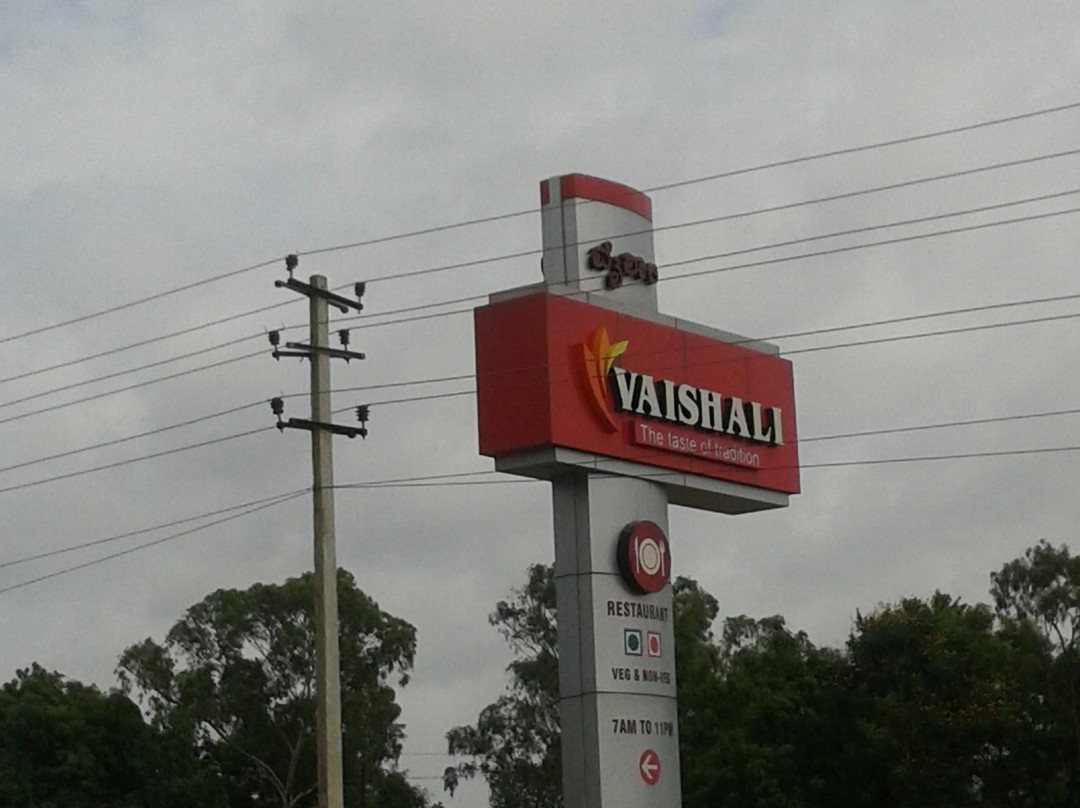 ವೈಶಾಲಿ
VAISHALI
The taste of tradition
RESTAURANT
VEG & NON-VEG
7AM TO 11PM